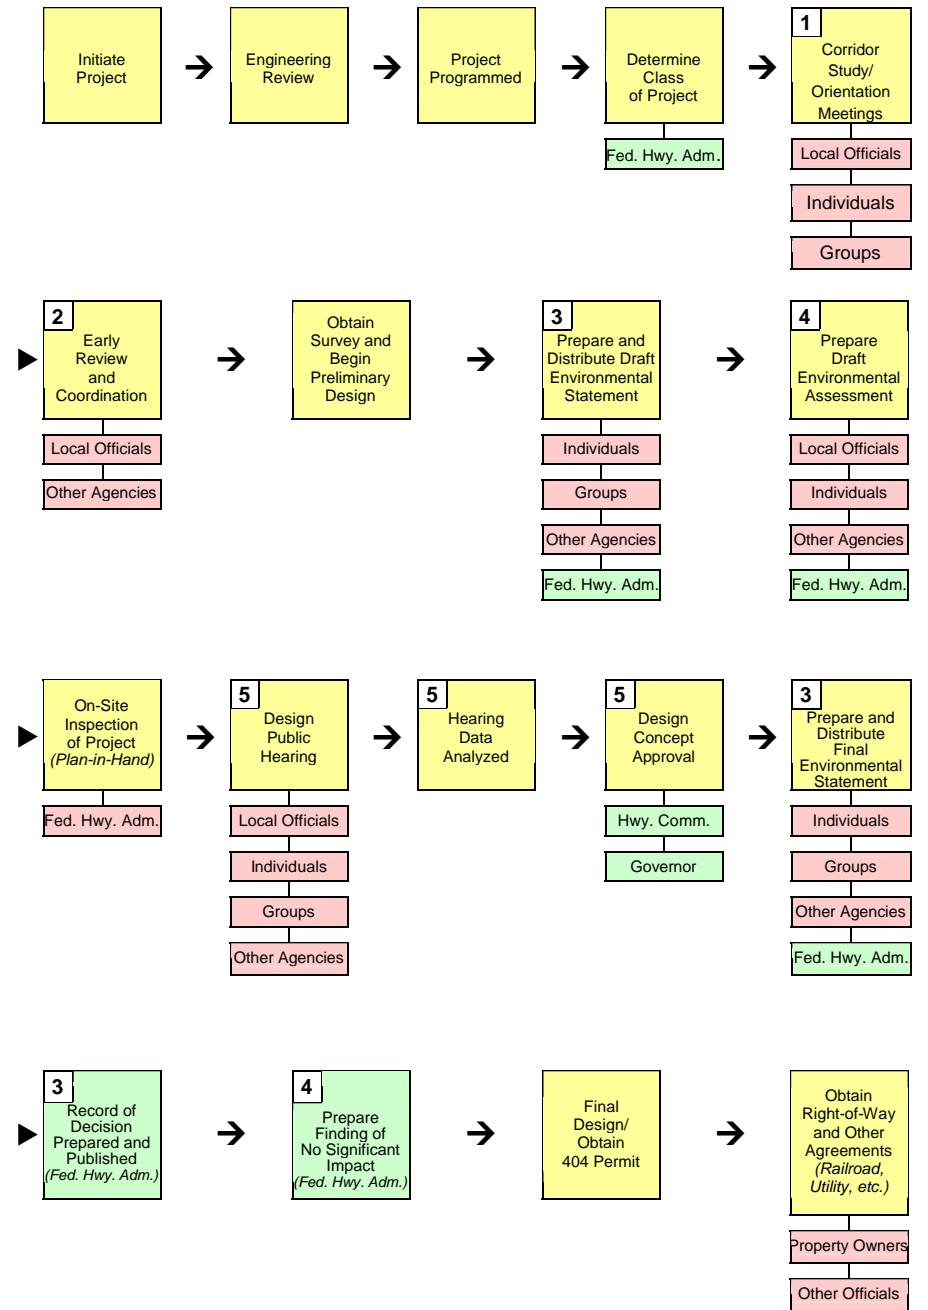 Initiate
Project
Engineering
Review
Project
Programmed
Determine
Class
of Project
Fed. Hwy. Adm.
1
Corridor
Study/
Orientation
Meetings
Local Officials
Individuals
Groups
2
Early
Review
and
Coordination
Local Officials
Other Agencies
Obtain
Survey and
Begin
Preliminary
Design
3
Prepare and
Distribute Draft
Environmental
Statement
Individuals
Groups
Other Agencies
Fed. Hwy. Adm.
4
Prepare
Draft
Environmental
Assessment
Local Officials
Individuals
Other Agencies
Fed. Hwy. Adm.
On-Site
Inspection
of Project
(Plan-in-Hand)
Fed. Hwy. Adm.
5
Design
Public
Hearing
Local Officials
Individuals
Groups
Other Agencies
5
Hearing
Data
Analyzed
5
Design
Concept
Approval
Hwy. Comm.
Governor
3
Prepare and
Distribute
Final
Environmental
Statement
Individuals
Groups
Other Agencies
Fed. Hwy. Adm.
3
Record of
Decision
Prepared and
Published
(Fed. Hwy. Adm.)
4
Prepare
Finding of
No Significant
Impact
(Fed. Hwy. Adm.)
Final
Design/
Obtain
404 Permit
Obtain
Right-of-Way
and Other
Agreements
(Railroad,
Utility, etc.)
Property Owners
Other Officials